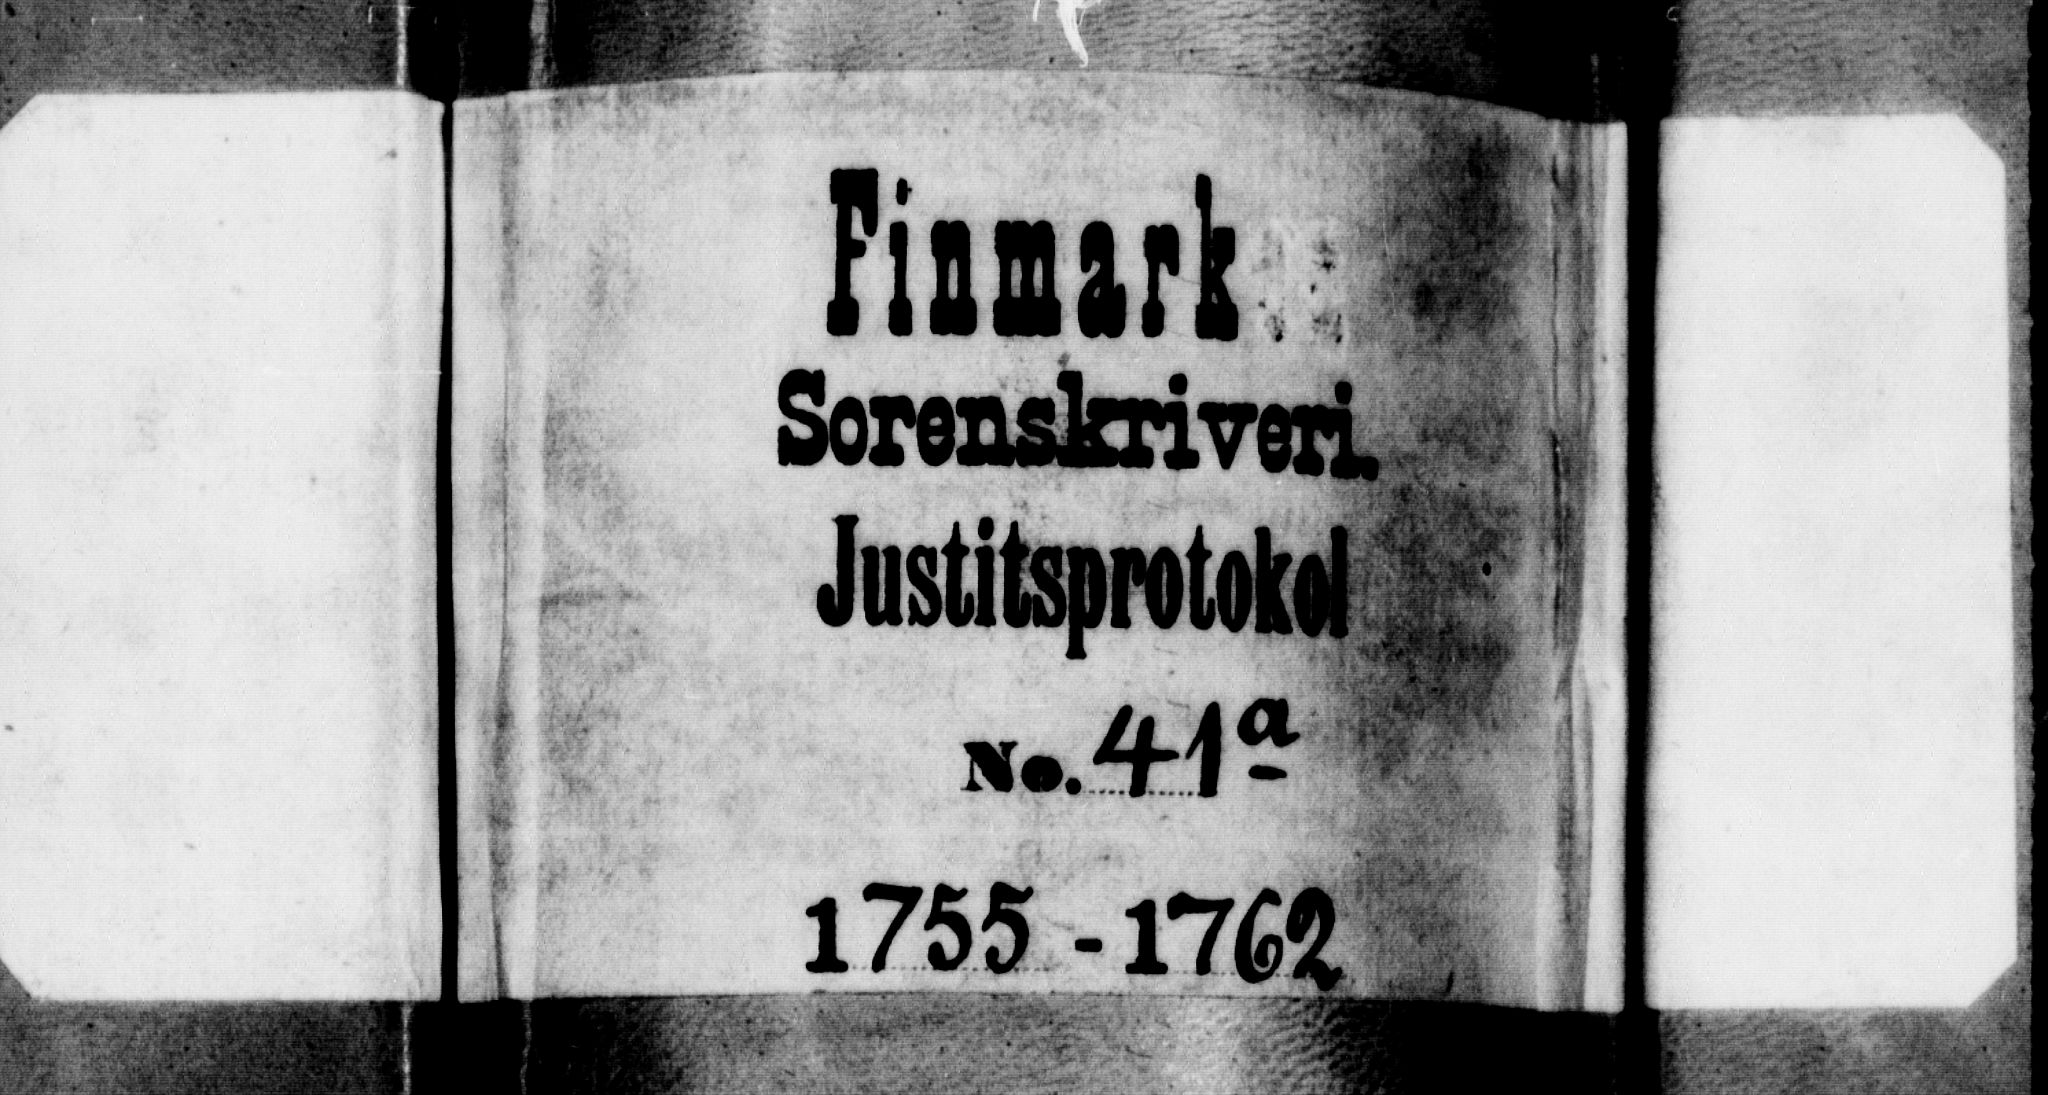 Finmark
Sorenskriveri.
Justitsprotokol
No. 41a
1755-1762